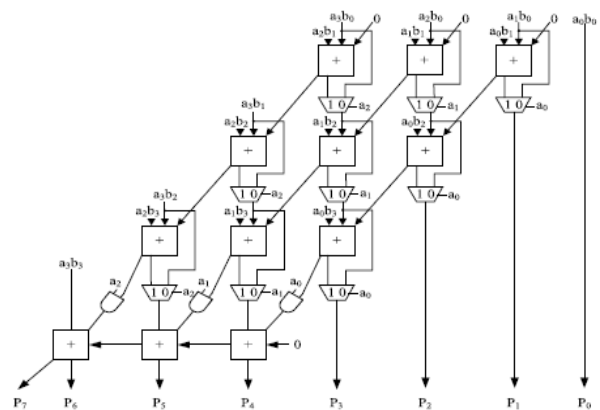 a₃b₀ 0 a₂b₀ 0 a₁b₀ 0 a₀b₀
a₂b₁ a₁b₁ a₀b₁
+ + +
1 0 a₂ 1 0 a₁ 1 0 a₀
a₃b₁
a₂b₂ a₁b₂ a₀b₂
+ + +
1 0 a₂ 1 0 a₁ 1 0 a₀
a₃b₂
a₂b₃ a₁b₃ a₀b₃
+ + +
a₃b₃ a₂ a₁ a₀
1 0 a₂ 1 0 a₁ 1 0 a₀
+ + + 0
P₇ P₆ P₅ P₄ P₃ P₂ P₁ P₀